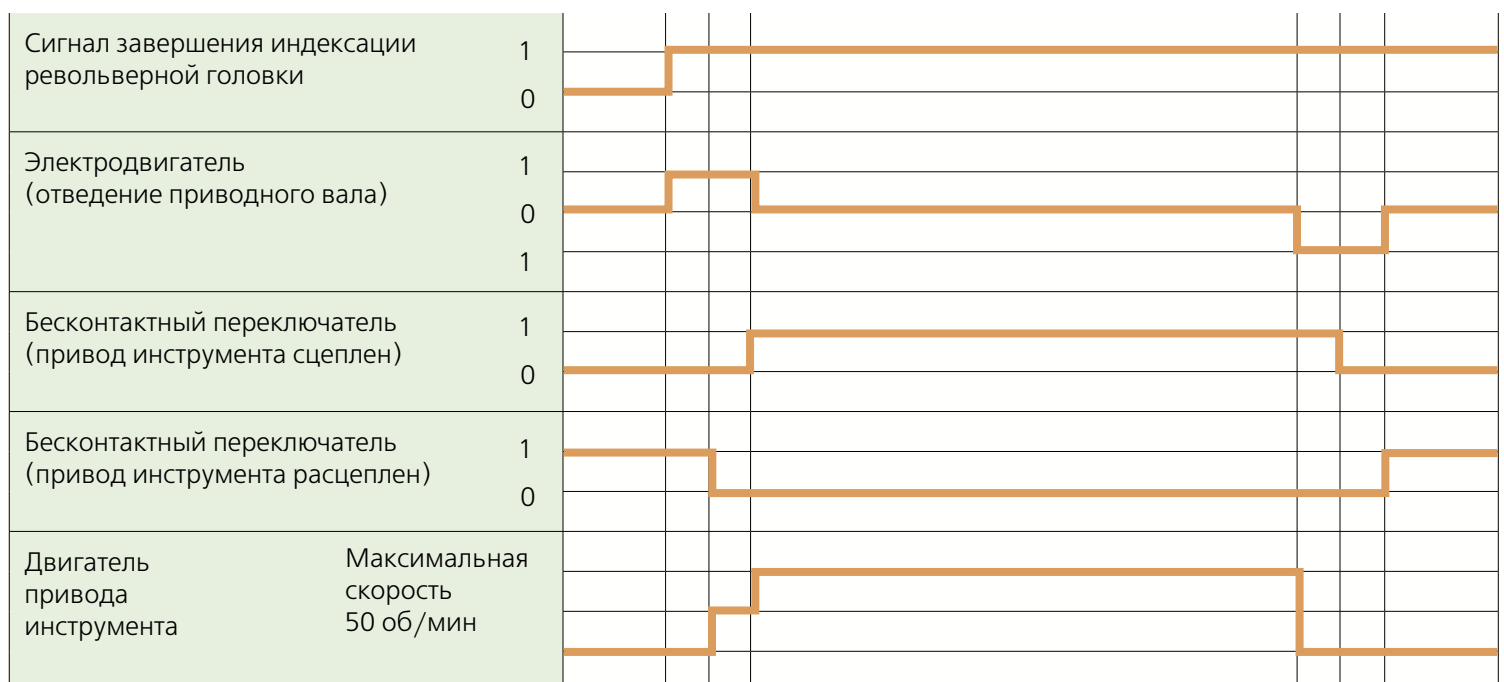 Сигнал завершения индексации
револьверной головки
1
0
Электродвигатель
(отведение приводного вала)
1
0
1
Бесконтактный переключатель
(привод инструмента сцеплен)
1
0
Бесконтактный переключатель
(привод инструмента расцеплен)
1
0
Двигатель
привода
инструмента
Максимальная
скорость
50 об/мин